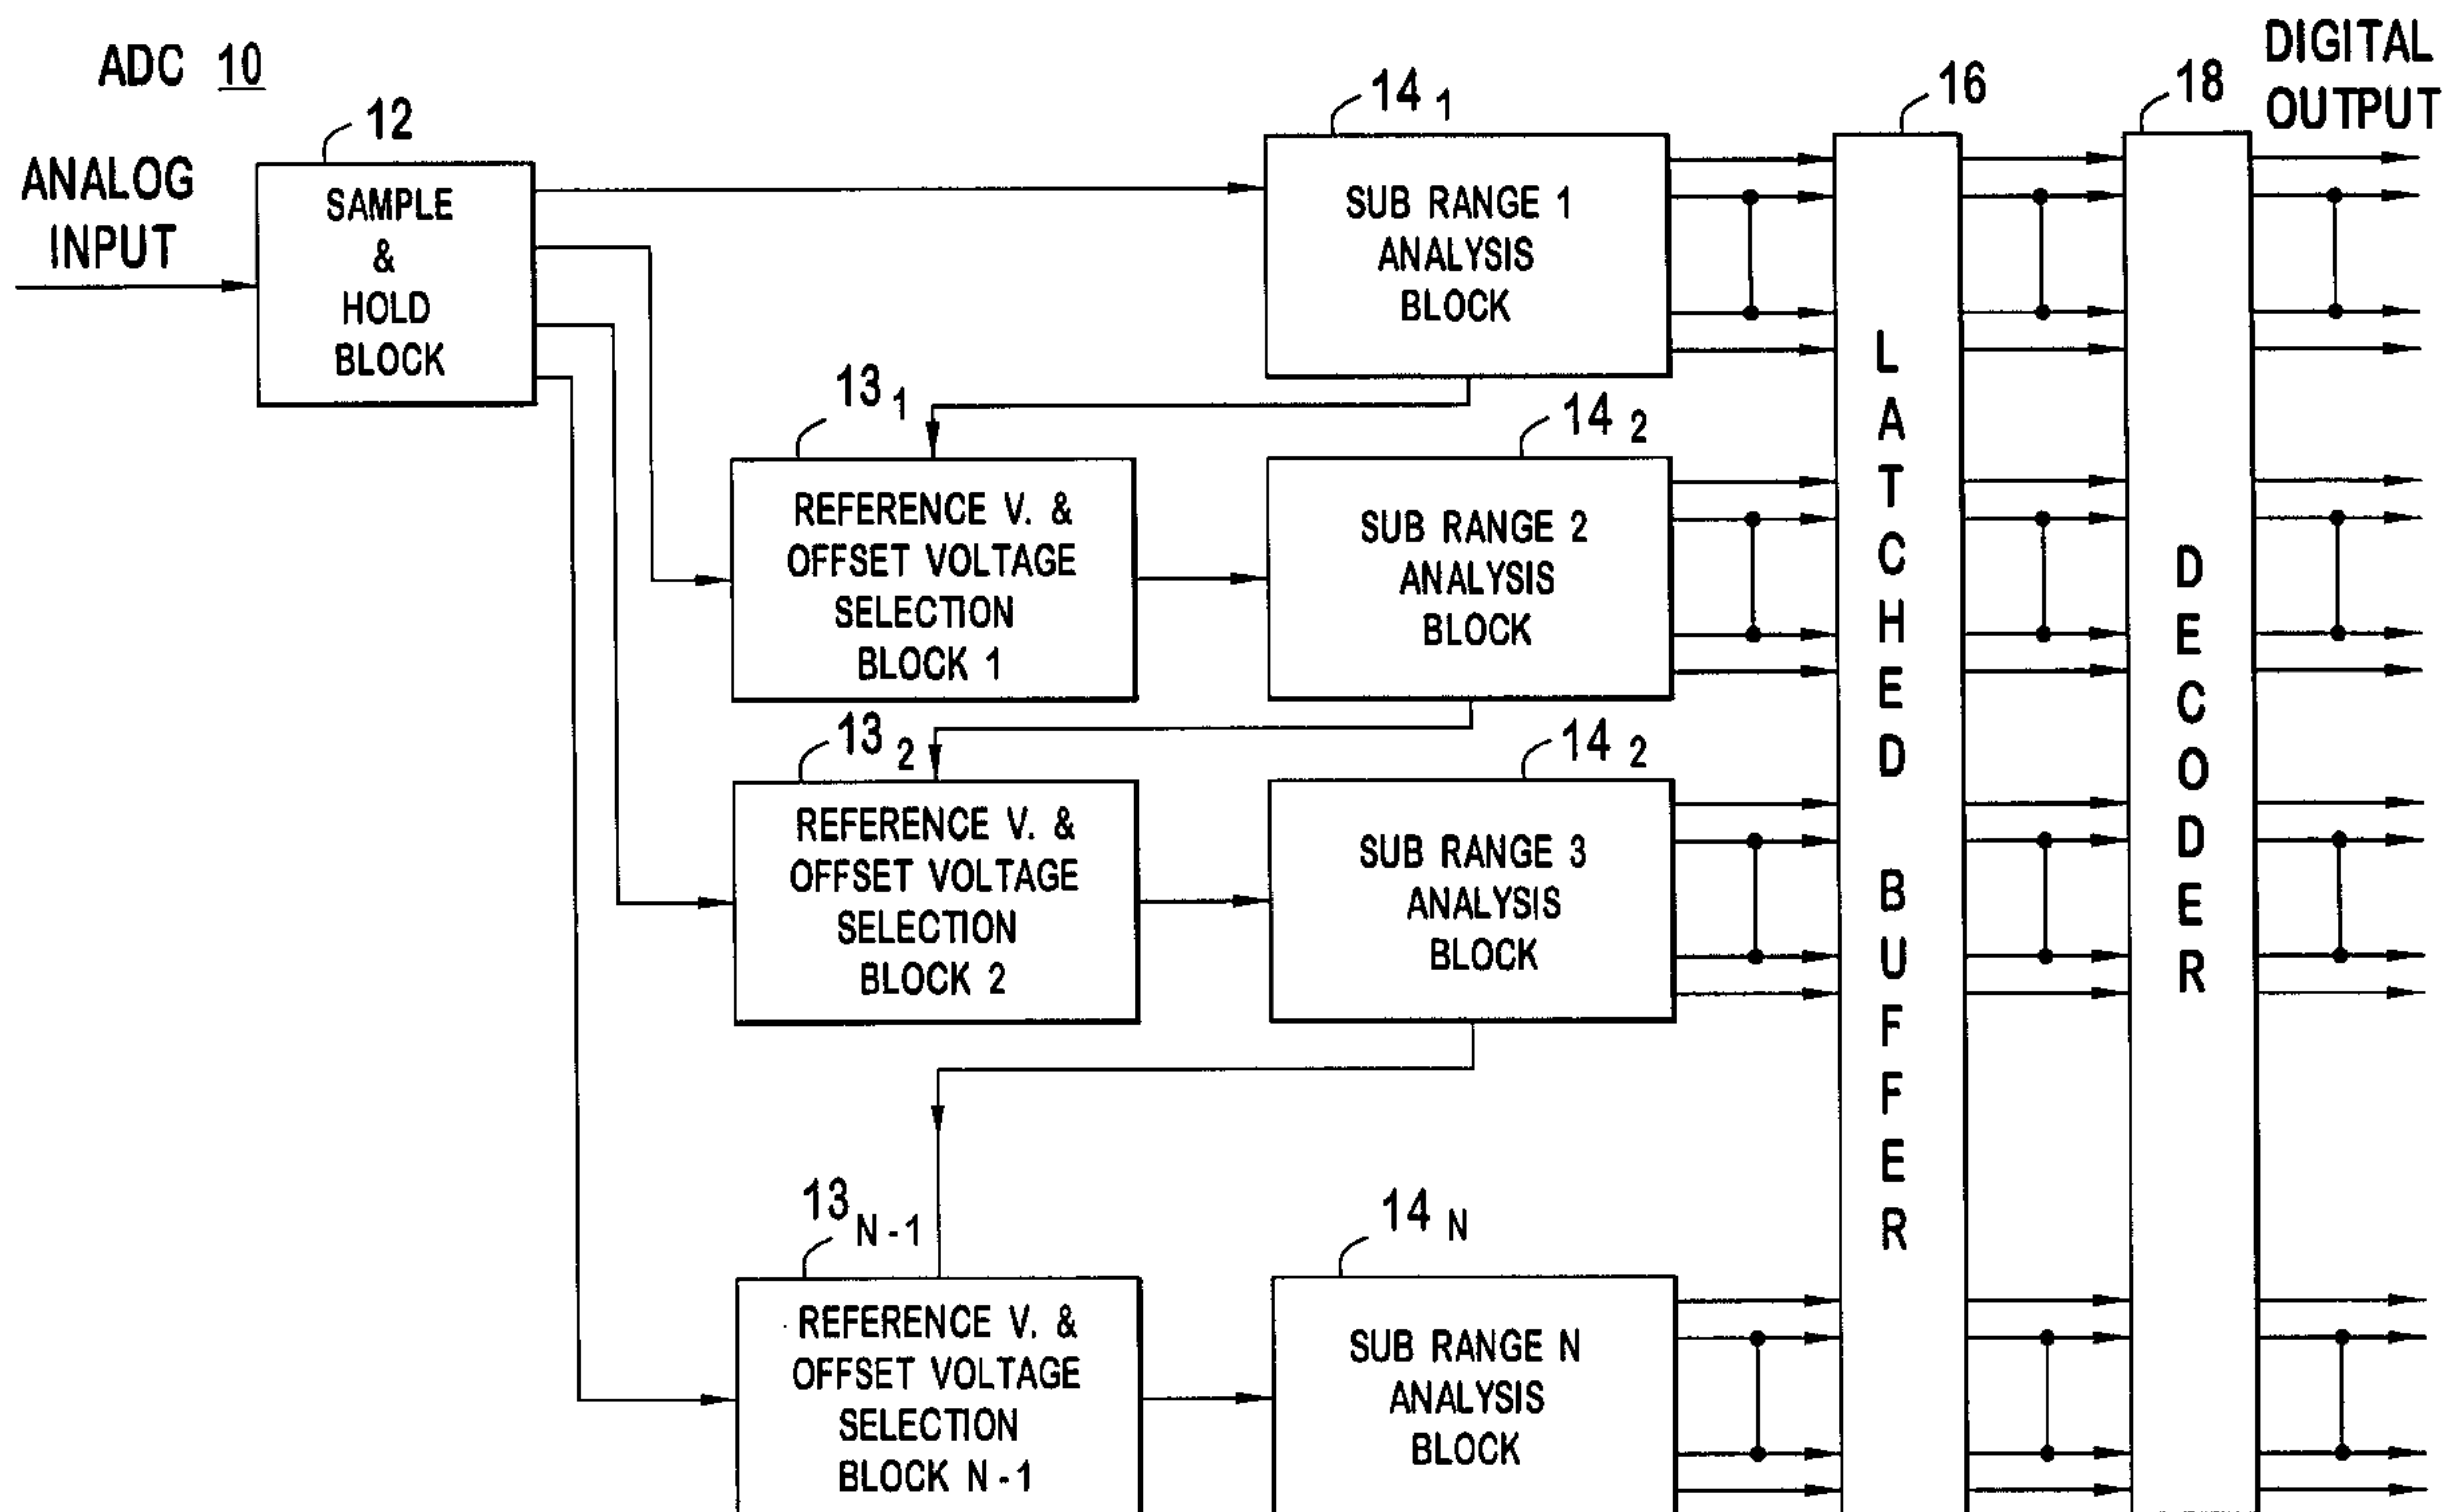 ADC 10
ANALOG
INPUT
12
SAMPLE
&
HOLD
BLOCK
14 1
SUB RANGE 1
ANALYSIS
BLOCK
16
18
DIGITAL
OUTPUT
13 1
REFERENCE V. &
OFFSET VOLTAGE
SELECTION
BLOCK 1
14 2
SUB RANGE 2
ANALYSIS
BLOCK
13 2
REFERENCE V. &
OFFSET VOLTAGE
SELECTION
BLOCK 2
14 2
SUB RANGE 3
ANALYSIS
BLOCK
13 N-1
REFERENCE V. &
OFFSET VOLTAGE
SELECTION
BLOCK N-1
14 N
SUB RANGE N
ANALYSIS
BLOCK
LATCHED BUFFER
DECODER